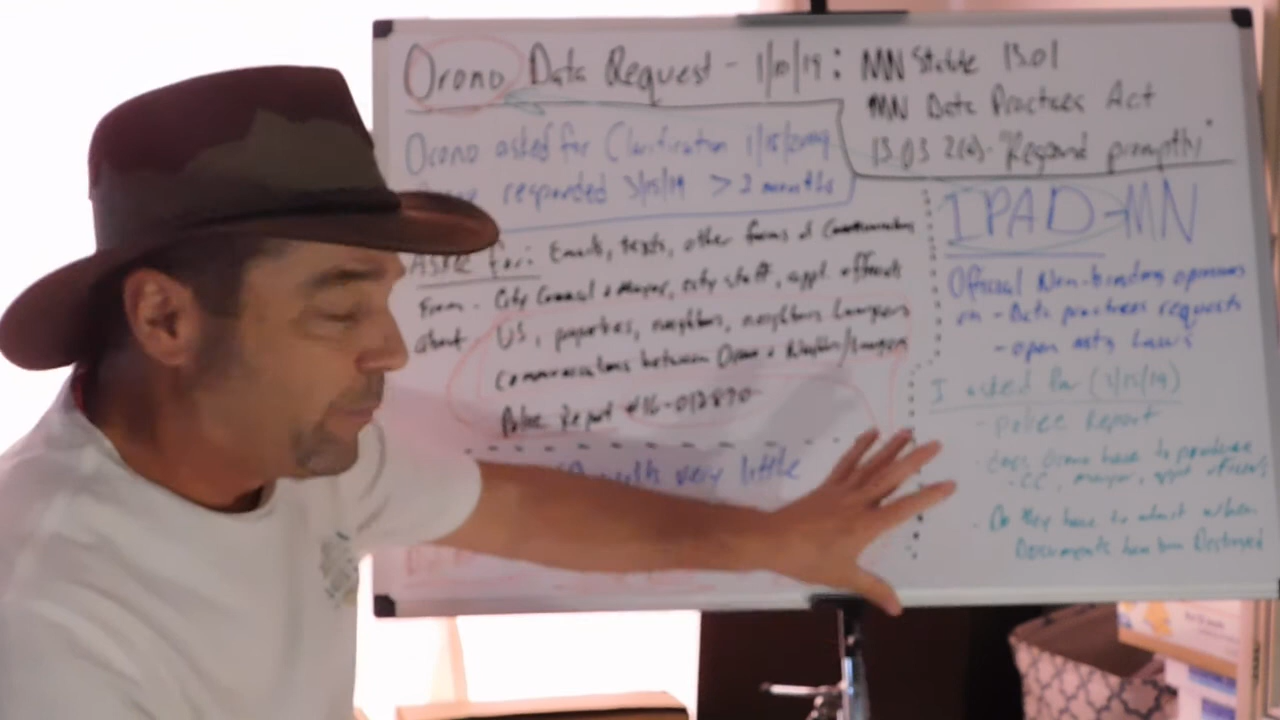 Orono Data Request - 1/10/19 : MN Statute 13.01
MN Data Practices Act
13.03 2(a) - "Respond promptly"
Orono asked for Clarification 1/15/2019
responded 3/15/19 > 2 months
Asked for: Emails, texts, other forms of Communication
From - City Council + Mayor, city staff, appt. officials
about US, properties, neighbors, neighbors lawyers
Communications between Orono +
Police Report #16-012890
very little
IPAD-MN
Official Non-binding opinions
on - Data practices requests
- open mtg Laws
I asked for (3/15/19)
- police Report
- does Orono have to produce
- CC, mayor, appt officials
- Do they have to admit when
Documents have been Destroyed